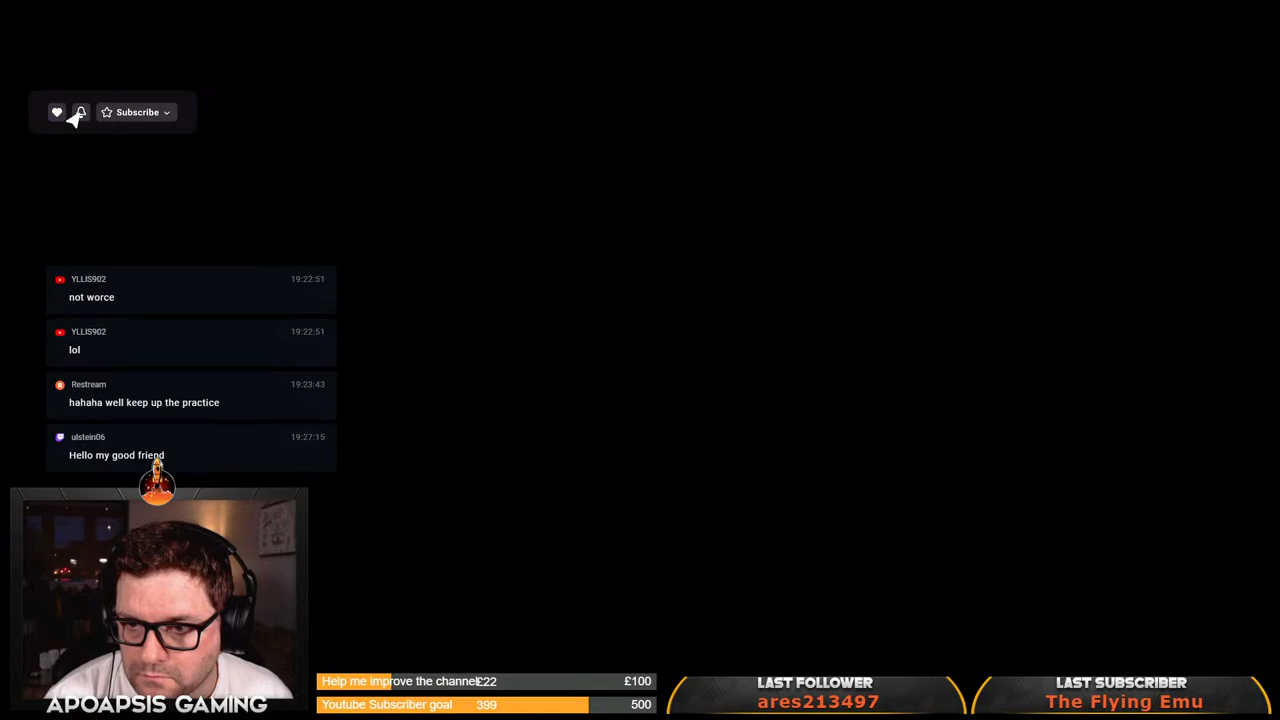 Subscribe
YLLIS902 19:22:51
not worce
YLLIS902 19:22:51
lol
Restream 19:23:43
hahaha well keep up the practice
ulstein06 19:27:15
Hello my good friend
APOAPSIS GAMING
Help me improve the channel £22 £100
Youtube Subscriber goal 399 500
LAST FOLLOWER
ares213497
LAST SUBSCRIBER
The Flying Emu